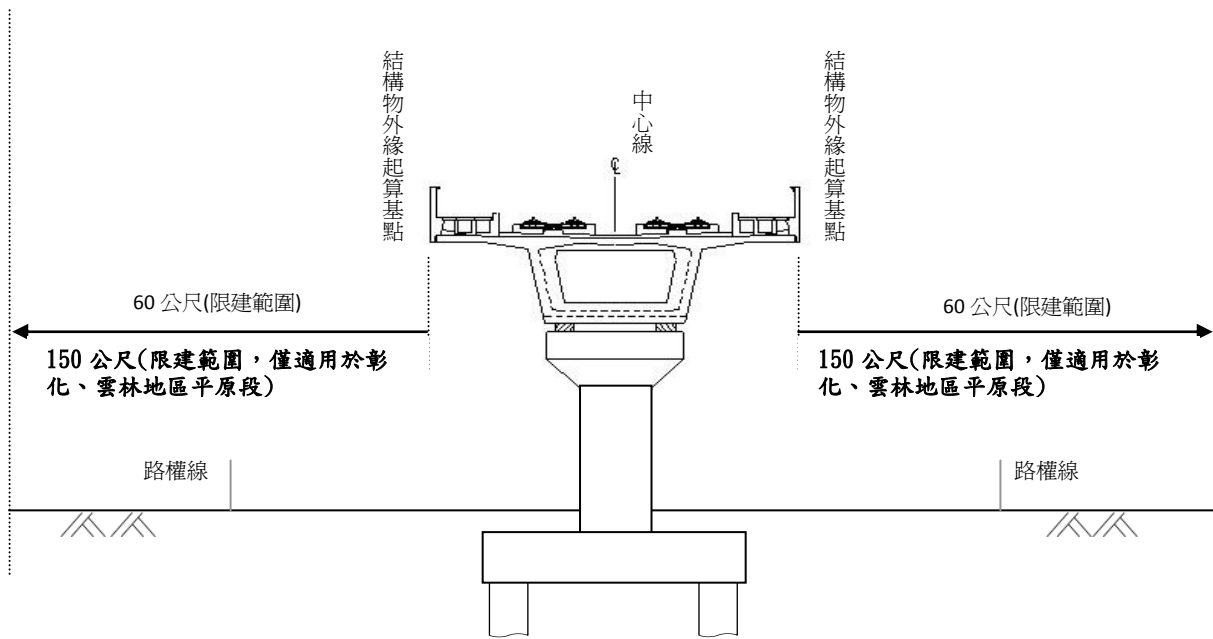 結構物外緣起算基點
中心線
結構物外緣起算基點
℄
60 公尺(限建範圍)
60 公尺(限建範圍)
150 公尺(限建範圍，僅適用於彰
化、雲林地區平原段)
150 公尺(限建範圍，僅適用於彰
化、雲林地區平原段)
路權線
路權線